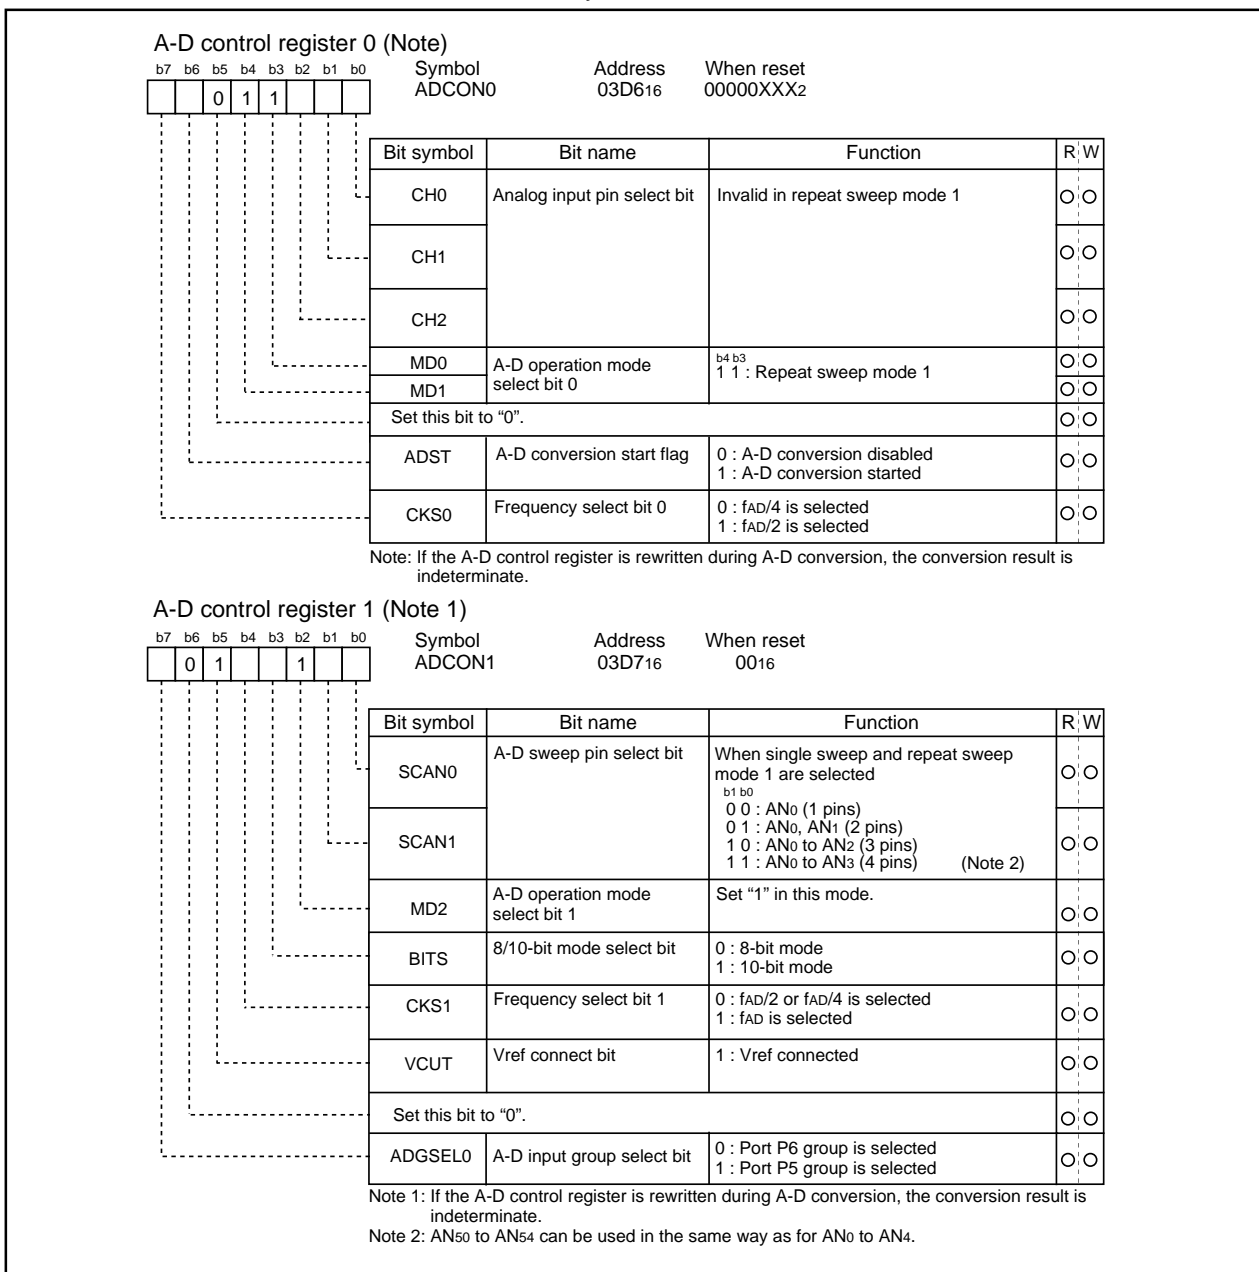 A-D control register 0 (Note)
b7 b6 b5 b4 b3 b2 b1 b0
Symbol Address When reset
ADCON0 03D616 00000XXX2
0 1 1
Bit symbol Bit name Function R W
CH0 Analog input pin select bit Invalid in repeat sweep mode 1
CH1
CH2
MD0 A-D operation mode select bit 0 b4 b3
1 1 : Repeat sweep mode 1
MD1
Set this bit to “0”.
ADST A-D conversion start flag 0 : A-D conversion disabled
1 : A-D conversion started
CKS0 Frequency select bit 0 0 : fAD/4 is selected
1 : fAD/2 is selected
Note: If the A-D control register is rewritten during A-D conversion, the conversion result is
indeterminate.
A-D control register 1 (Note 1)
b7 b6 b5 b4 b3 b2 b1 b0
Symbol Address When reset
ADCON1 03D716 0016
0 1 1
Bit symbol Bit name Function R W
SCAN0 A-D sweep pin select bit When single sweep and repeat sweep
mode 1 are selected
b1 b0
0 0 : AN0 (1 pins)
0 1 : AN0, AN1 (2 pins)
SCAN1 1 0 : AN0 to AN2 (3 pins)
1 1 : AN0 to AN3 (4 pins) (Note 2)
MD2 A-D operation mode
select bit 1 Set “1” in this mode.
BITS 8/10-bit mode select bit 0 : 8-bit mode
1 : 10-bit mode
CKS1 Frequency select bit 1 0 : fAD/2 or fAD/4 is selected
1 : fAD is selected
VCUT Vref connect bit 1 : Vref connected
Set this bit to “0”.
ADGSEL0 A-D input group select bit 0 : Port P6 group is selected
1 : Port P5 group is selected
Note 1: If the A-D control register is rewritten during A-D conversion, the conversion result is
indeterminate.
Note 2: AN50 to AN54 can be used in the same way as for AN0 to AN4.